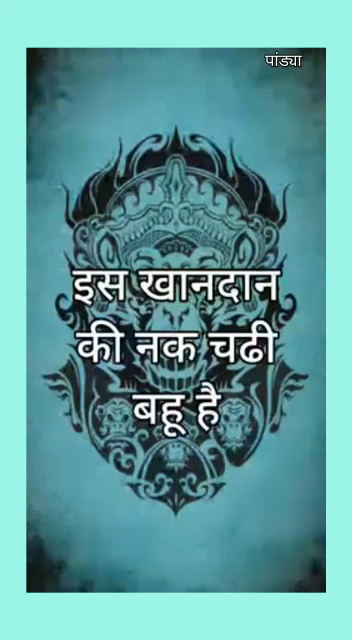 पांड्या
इस खानदान
की नक चढी
बहू है